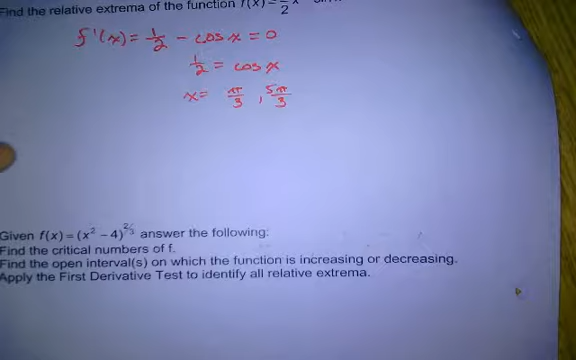 Find the relative extrema of the function f(x) = 1/2 x
f'(x) = 1/2 - cos x = 0
1/2 = cos x
x = π/3 , 5π/3
Given f(x) = (x² - 4)^2/3 answer the following:
Find the critical numbers of f.
Find the open interval(s) on which the function is increasing or decreasing.
Apply the First Derivative Test to identify all relative extrema.